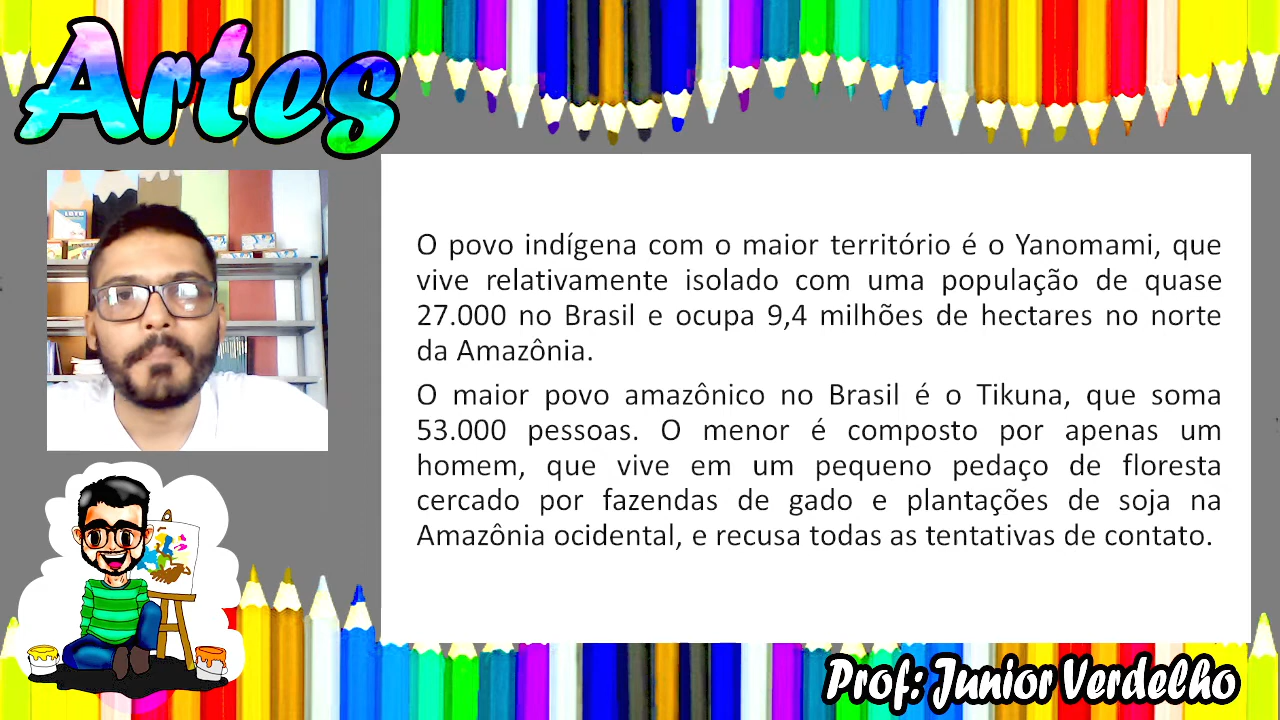 Artes
O povo indígena com o maior território é o Yanomami, que
vive relativamente isolado com uma população de quase
27.000 no Brasil e ocupa 9,4 milhões de hectares no norte
da Amazônia.
O maior povo amazônico no Brasil é o Tikuna, que soma
53.000 pessoas. O menor é composto por apenas um
homem, que vive em um pequeno pedaço de floresta
cercado por fazendas de gado e plantações de soja na
Amazônia ocidental, e recusa todas as tentativas de contato.
Prof: Junior Verdelho